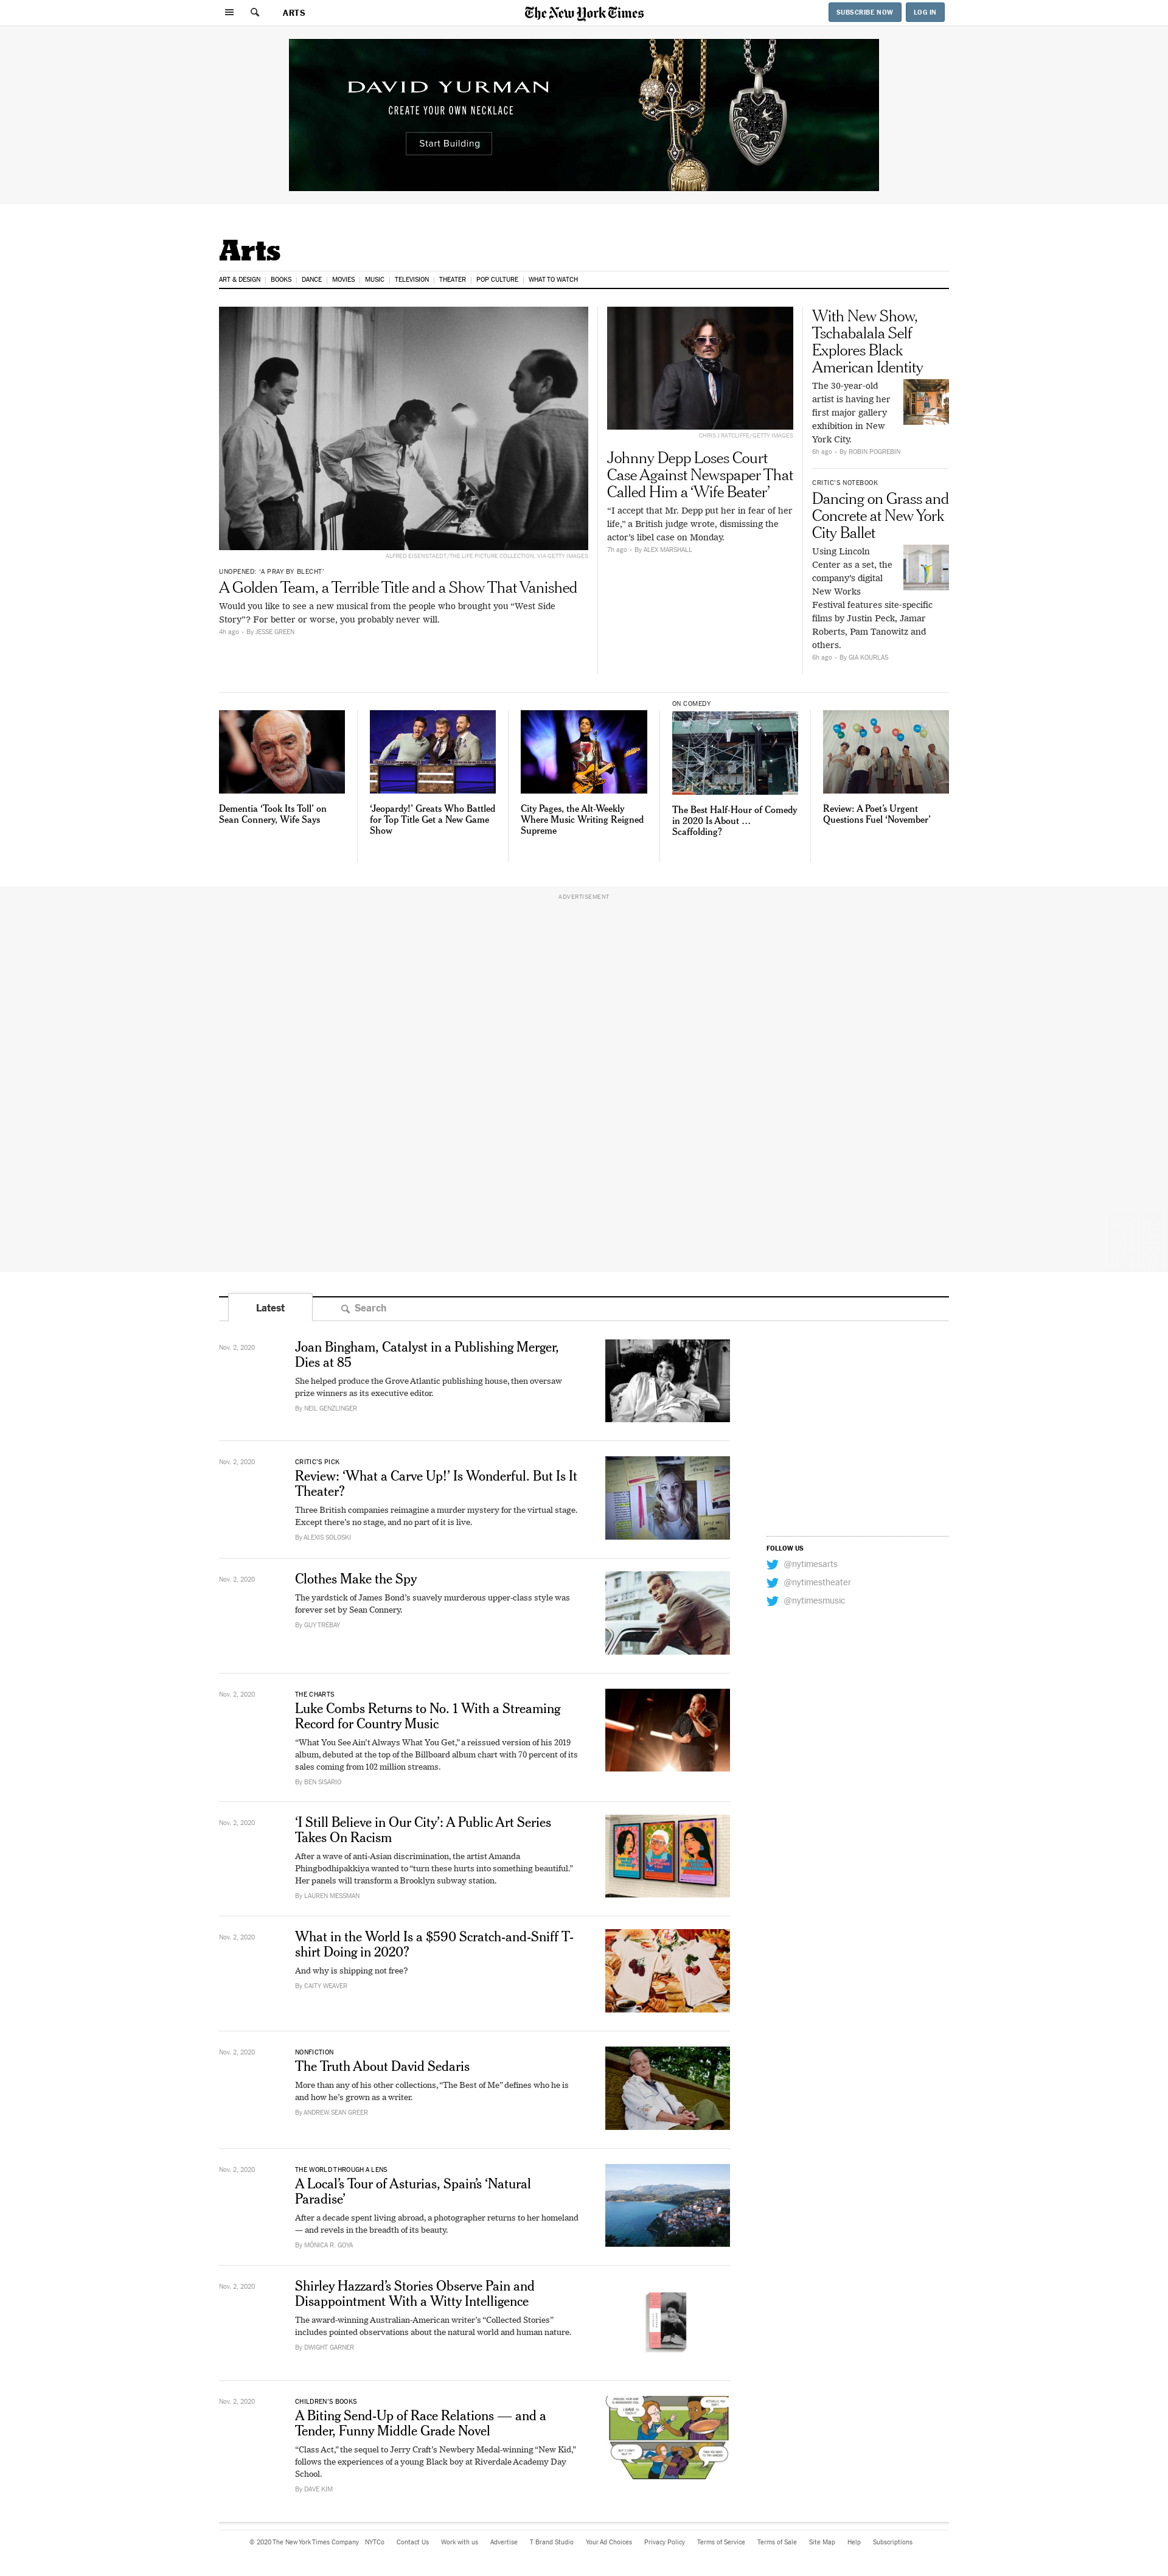 ARTS
The New York Times
SUBSCRIBE NOW
LOG IN
DAVID YURMAN
CREATE YOUR OWN NECKLACE
Start Building
Arts
ART & DESIGN
BOOKS
DANCE
MOVIES
MUSIC
TELEVISION
THEATER
POP CULTURE
WHAT TO WATCH
ALFRED EISENSTAEDT/THE LIFE PICTURE COLLECTION, VIA GETTY IMAGES
UNOPENED: ‘A PRAY BY BLECHT’
A Golden Team, a Terrible Title and a Show That Vanished
Would you like to see a new musical from the people who brought you “West Side
Story”? For better or worse, you probably never will.
4h ago - By JESSE GREEN
CHRIS J RATCLIFFE/GETTY IMAGES
Johnny Depp Loses Court
Case Against Newspaper That
Called Him a ‘Wife Beater’
“I accept that Mr. Depp put her in fear of her
life,” a British judge wrote, dismissing the
actor’s libel case on Monday.
7h ago - By ALEX MARSHALL
With New Show,
Tschabalala Self
Explores Black
American Identity
The 30-year-old
artist is having her
first major gallery
exhibition in New
York City.
6h ago - By ROBIN POGREBIN
CRITIC’S NOTEBOOK
Dancing on Grass and
Concrete at New York
City Ballet
Using Lincoln
Center as a set, the
company’s digital
New Works
Festival features site-specific
films by Justin Peck, Jamar
Roberts, Pam Tanowitz and
others.
6h ago - By GIA KOURLAS
Dementia ‘Took Its Toll’ on
Sean Connery, Wife Says
‘Jeopardy!’ Greats Who Battled
for Top Title Get a New Game
Show
City Pages, the Alt-Weekly
Where Music Writing Reigned
Supreme
ON COMEDY
The Best Half-Hour of Comedy
in 2020 Is About …
Scaffolding?
Review: A Poet’s Urgent
Questions Fuel ‘November’
ADVERTISEMENT
Latest
Search
Nov. 2, 2020
Joan Bingham, Catalyst in a Publishing Merger,
Dies at 85
She helped produce the Grove Atlantic publishing house, then oversaw
prize winners as its executive editor.
By NEIL GENZLINGER
Nov. 2, 2020
CRITIC’S PICK
Review: ‘What a Carve Up!’ Is Wonderful. But Is It
Theater?
Three British companies reimagine a murder mystery for the virtual stage.
Except there’s no stage, and no part of it is live.
By ALEXIS SOLOSKI
FOLLOW US
@nytimesarts
@nytimestheater
@nytimesmusic
Nov. 2, 2020
Clothes Make the Spy
The yardstick of James Bond’s suavely murderous upper-class style was
forever set by Sean Connery.
By GUY TREBAY
Nov. 2, 2020
THE CHARTS
Luke Combs Returns to No. 1 With a Streaming
Record for Country Music
“What You See Ain’t Always What You Get,” a reissued version of his 2019
album, debuted at the top of the Billboard album chart with 70 percent of its
sales coming from 102 million streams.
By BEN SISARIO
Nov. 2, 2020
‘I Still Believe in Our City’: A Public Art Series
Takes On Racism
After a wave of anti-Asian discrimination, the artist Amanda
Phingbodhipakkiya wanted to “turn these hurts into something beautiful.”
Her panels will transform a Brooklyn subway station.
By LAUREN MESSMAN
Nov. 2, 2020
What in the World Is a $590 Scratch-and-Sniff T-
shirt Doing in 2020?
And why is shipping not free?
By CAITY WEAVER
Nov. 2, 2020
NONFICTION
The Truth About David Sedaris
More than any of his other collections, “The Best of Me” defines who he is
and how he’s grown as a writer.
By ANDREW SEAN GREER
Nov. 2, 2020
THE WORLD THROUGH A LENS
A Local’s Tour of Asturias, Spain’s ‘Natural
Paradise’
After a decade spent living abroad, a photographer returns to her homeland
— and revels in the breadth of its beauty.
By MÓNICA R. GOYA
Nov. 2, 2020
Shirley Hazzard’s Stories Observe Pain and
Disappointment With a Witty Intelligence
The award-winning Australian-American writer’s “Collected Stories”
includes pointed observations about the natural world and human nature.
By DWIGHT GARNER
Nov. 2, 2020
CHILDREN’S BOOKS
A Biting Send-Up of Race Relations — and a
Tender, Funny Middle Grade Novel
“Class Act,” the sequel to Jerry Craft’s Newbery Medal-winning “New Kid,”
follows the experiences of a young Black boy at Riverdale Academy Day
School.
By DAVE KIM
© 2020 The New York Times Company
NYTCo
Contact Us
Work with us
Advertise
T Brand Studio
Your Ad Choices
Privacy Policy
Terms of Service
Terms of Sale
Site Map
Help
Subscriptions